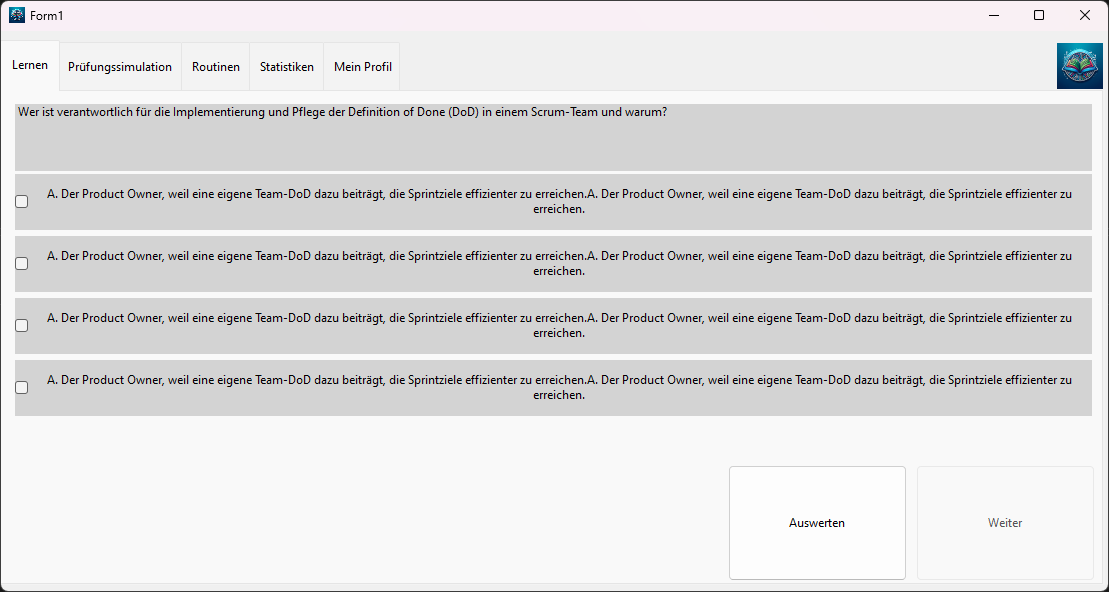 Form1
Lernen Prüfungssimulation Routinen Statistiken Mein Profil
Wer ist verantwortlich für die Implementierung und Pflege der Definition of Done (DoD) in einem Scrum-Team und warum?
A. Der Product Owner, weil eine eigene Team-DoD dazu beiträgt, die Sprintziele effizienter zu erreichen.A. Der Product Owner, weil eine eigene Team-DoD dazu beiträgt, die Sprintziele effizienter zu
erreichen.
A. Der Product Owner, weil eine eigene Team-DoD dazu beiträgt, die Sprintziele effizienter zu erreichen.A. Der Product Owner, weil eine eigene Team-DoD dazu beiträgt, die Sprintziele effizienter zu
erreichen.
A. Der Product Owner, weil eine eigene Team-DoD dazu beiträgt, die Sprintziele effizienter zu erreichen.A. Der Product Owner, weil eine eigene Team-DoD dazu beiträgt, die Sprintziele effizienter zu
erreichen.
A. Der Product Owner, weil eine eigene Team-DoD dazu beiträgt, die Sprintziele effizienter zu erreichen.A. Der Product Owner, weil eine eigene Team-DoD dazu beiträgt, die Sprintziele effizienter zu
erreichen.
Auswerten Weiter